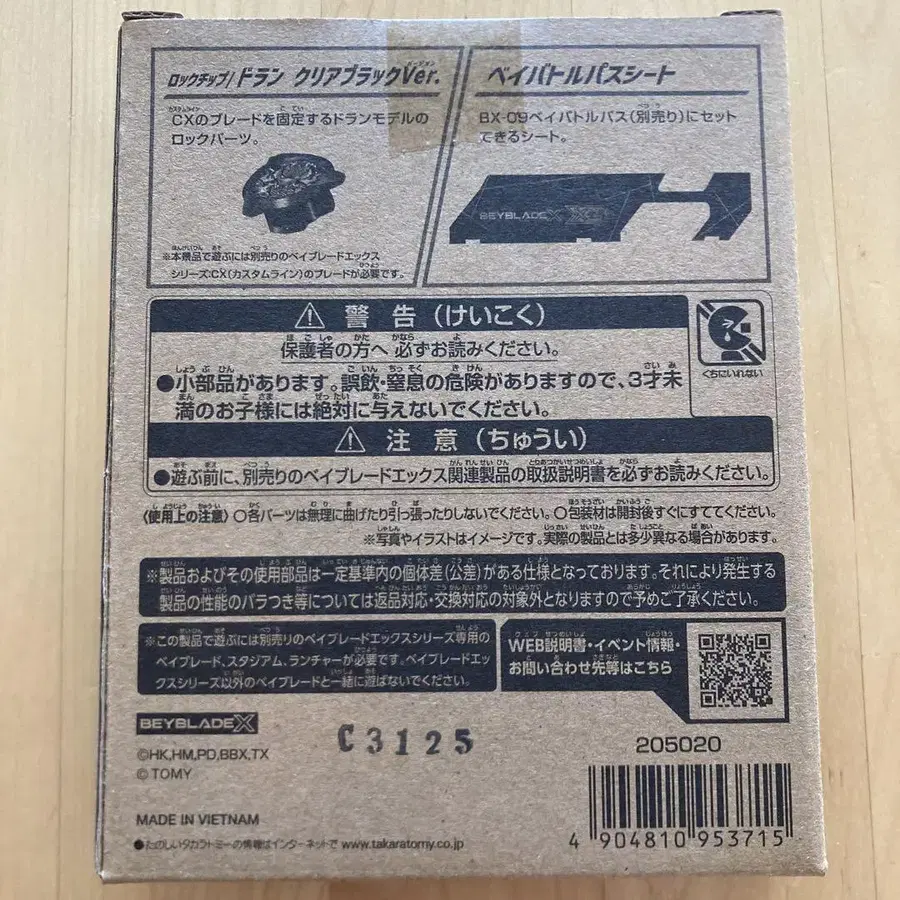 ロックチップ/ドラン クリアブラックVer.
CXのブレードを固定するドランモデルの
ロックパーツ。
※本景品で遊ぶには別売りのベイブレードエックス
シリーズ:CX(カスタムライン)のブレードが必要です。
ベイバトルパスシート
BX-09ベイバトルパス(別売り)にセット
できるシート。
BEYBLADE X
⚠ 警告(けいこく)
保護者の方へ 必ずお読みください。
●小部品があります。誤飲・窒息の危険がありますので、3才未
満のお子様には絶対に与えないでください。
くちにいれない
⚠ 注意(ちゅうい)
●遊ぶ前に、別売りのベイブレードエックス関連製品の取扱説明書を必ずお読みください。
〈使用上の注意〉 〇各パーツは無理に曲げたり引っ張ったりしないでください。〇包装材は開封後すぐにすててください。
※写真やイラストはイメージです。実際の製品とは多少異なる場合があります。
※製品およびその使用部品は一定基準内の個体差(公差)がある仕様となっております。それにより発生する
製品の性能のバラつき等については返品対応・交換対応の対象外となりますので予めご了承ください。
※この製品で遊ぶには別売りのベイブレードエックスシリーズ専用の
ベイブレード、スタジアム、ランチャーが必要です。ベイブレードエッ
クスシリーズ以外のベイブレードと一緒に遊ばないでください。
WEB説明書・イベント情報・
お問い合わせ先等はこちら
BEYBLADE X
©HK,HM,PD,BBX,TX
© TOMY
C3125
205020
MADE IN VIETNAM
●たのしいタカラトミーの情報はインターネットで www.takaratomy.co.jp
4 904810 953715